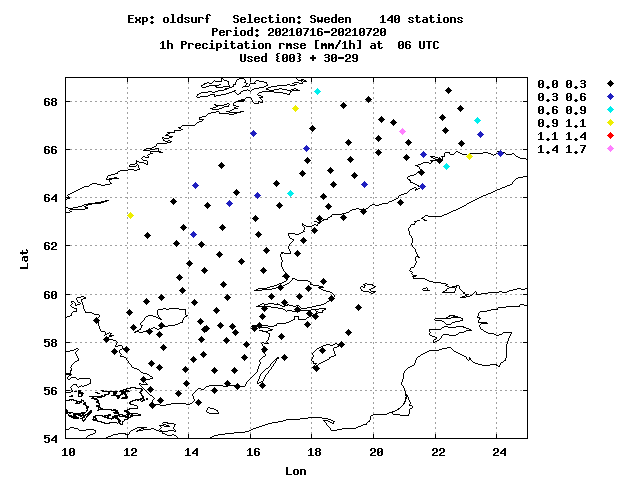 Exp: oldsurf Selection: Sweden 140 stations
Period: 20210716-20210720
1h Precipitation rmse [mm/1h] at 06 UTC
Used {00} + 30-29
0.0 0.3
0.3 0.6
0.6 0.9
0.9 1.1
1.1 1.4
1.4 1.7
68
66
64
62
60
58
56
54
Lat
10 12 14 16 18 20 22 24
Lon